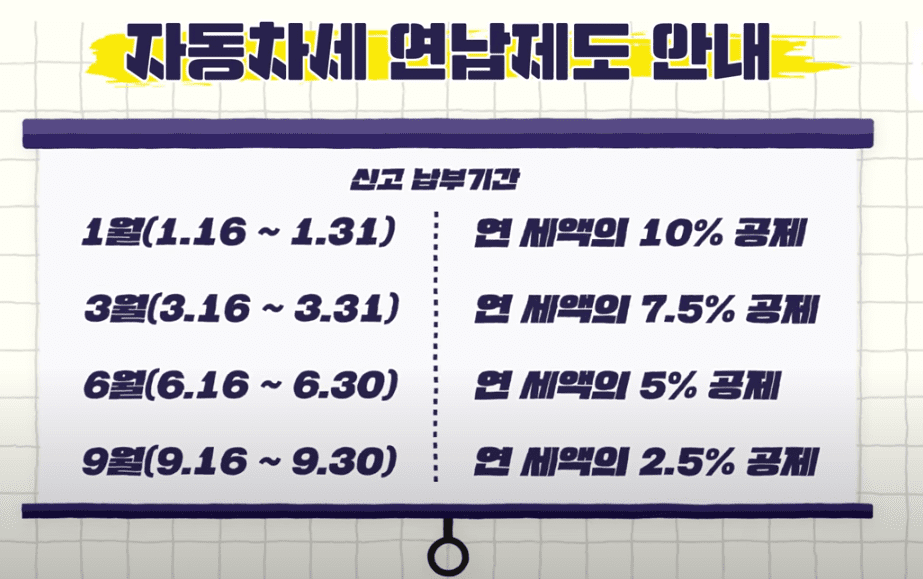 자동차세 연납제도 안내
신고 납부기간
1월(1.16 ~ 1.31) 연 세액의 10% 공제
3월(3.16 ~ 3.31) 연 세액의 7.5% 공제
6월(6.16 ~ 6.30) 연 세액의 5% 공제
9월(9.16 ~ 9.30) 연 세액의 2.5% 공제